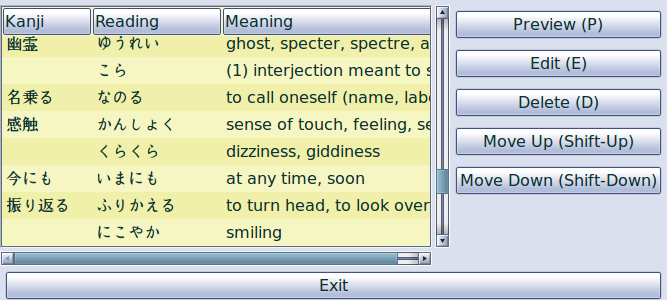 Kanji Reading Meaning
幽霊 ゆうれい ghost, specter, spectre, a
こら (1) interjection meant to s
名乗る なのる to call oneself (name, labe
感触 かんしょく sense of touch, feeling, se
くらくら dizziness, giddiness
今にも いまにも at any time, soon
振り返る ふりかえる to turn head, to look over
にこやか smiling
Preview (P)
Edit (E)
Delete (D)
Move Up (Shift-Up)
Move Down (Shift-Down)
Exit